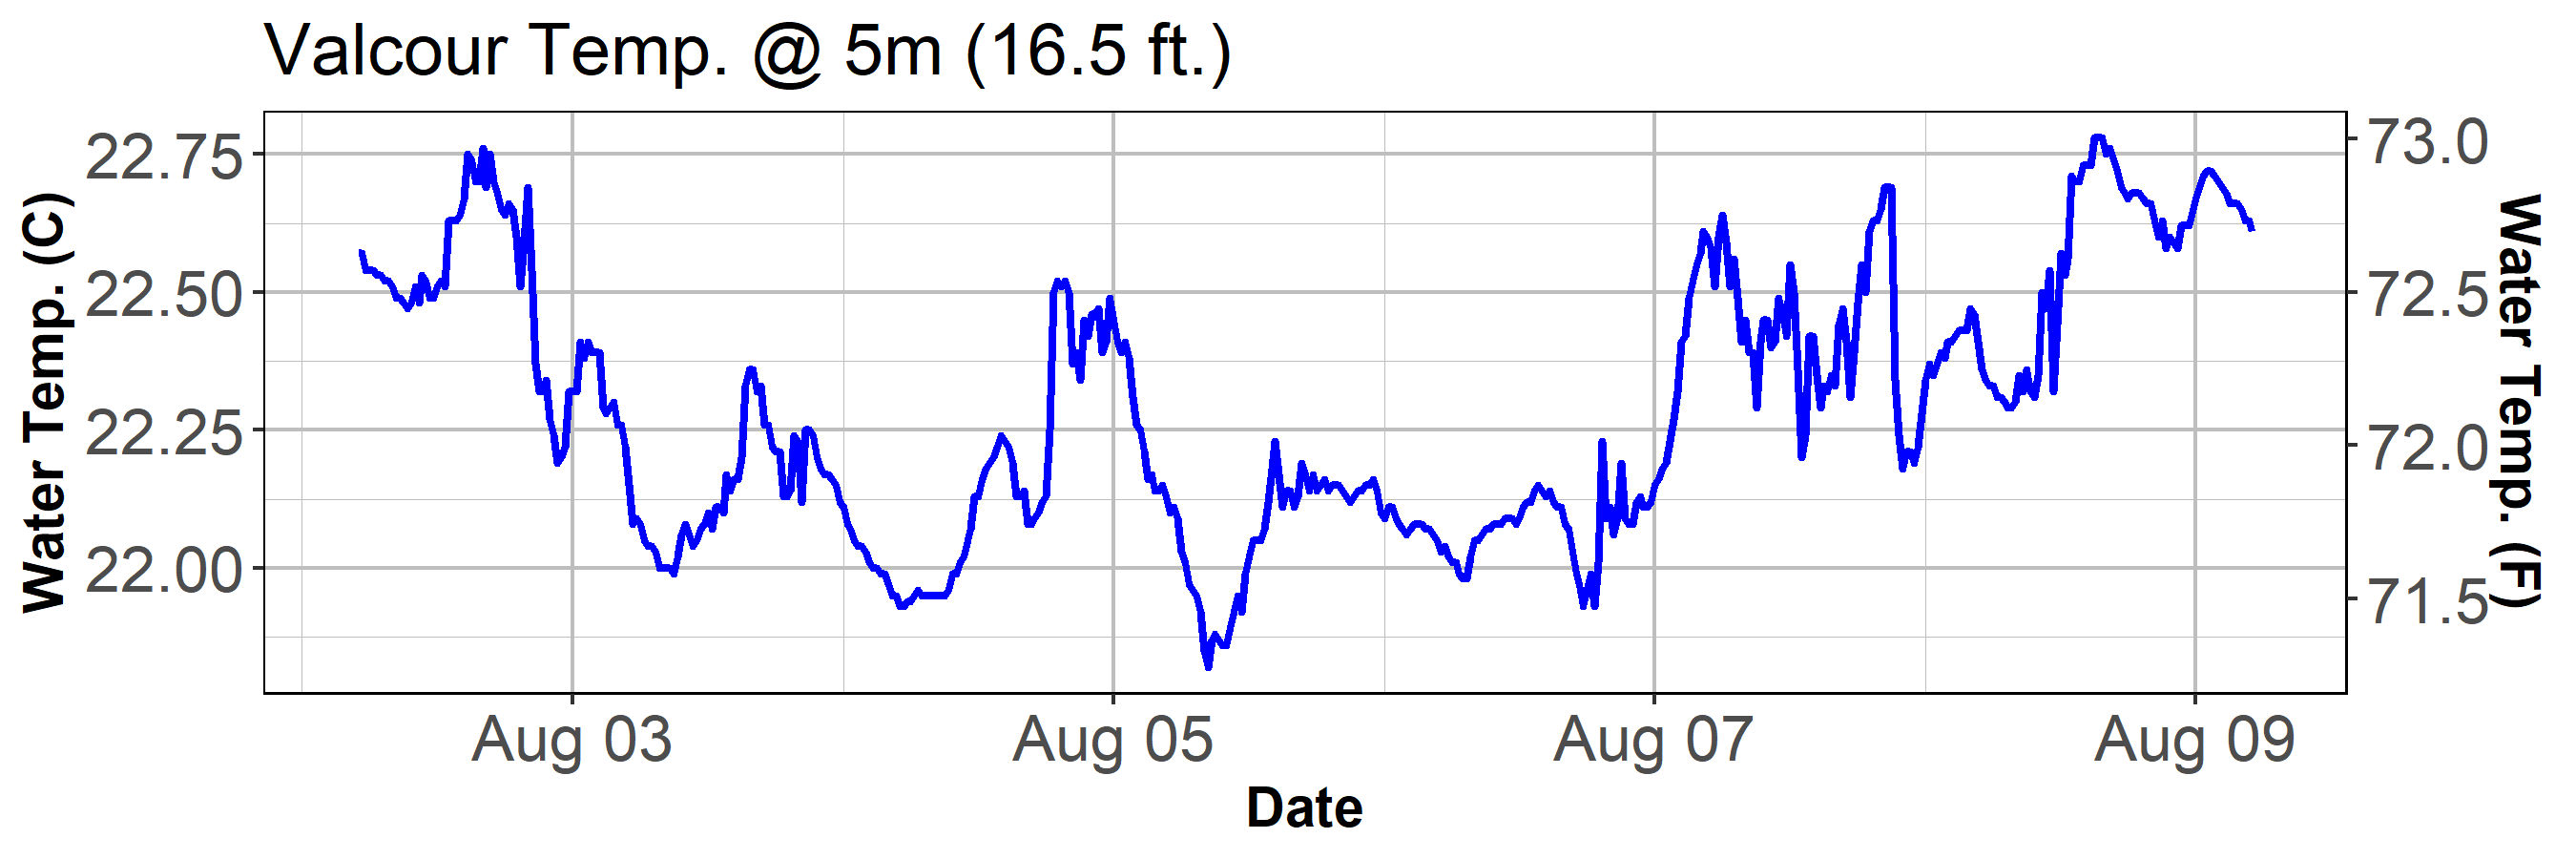 Valcour Temp. @ 5m (16.5 ft.)
Water Temp. (C)
22.75
22.50
22.25
22.00
73.0
72.5
72.0
71.5
Water Temp. (F)
Aug 03 Aug 05 Aug 07 Aug 09
Date